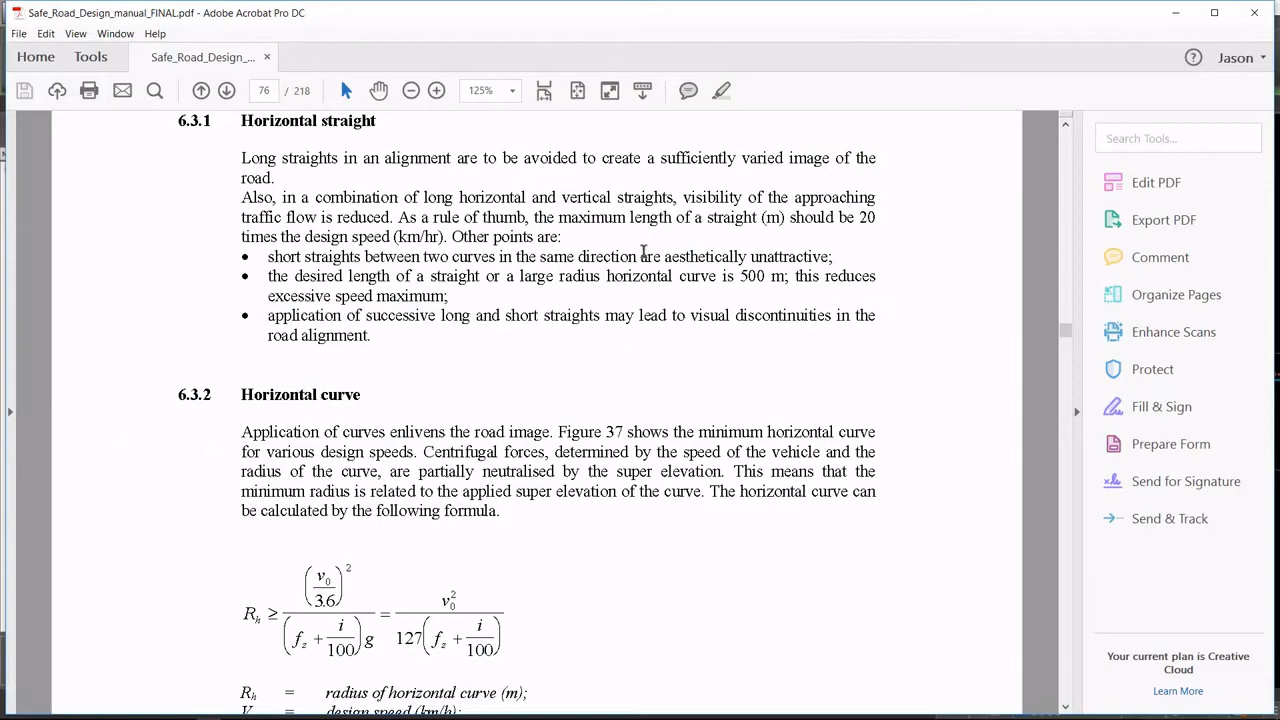 Safe_Road_Design_manual_FINAL.pdf - Adobe Acrobat Pro DC
File Edit View Window Help
Home Tools Safe_Road_Design_... × Jason
76 / 218 125%
6.3.1 Horizontal straight
Long straights in an alignment are to be avoided to create a sufficiently varied image of the
road.
Also, in a combination of long horizontal and vertical straights, visibility of the approaching
traffic flow is reduced. As a rule of thumb, the maximum length of a straight (m) should be 20
times the design speed (km/hr). Other points are:
• short straights between two curves in the same direction are aesthetically unattractive;
• the desired length of a straight or a large radius horizontal curve is 500 m; this reduces
excessive speed maximum;
• application of successive long and short straights may lead to visual discontinuities in the
road alignment.
6.3.2 Horizontal curve
Application of curves enlivens the road image. Figure 37 shows the minimum horizontal curve
for various design speeds. Centrifugal forces, determined by the speed of the vehicle and the
radius of the curve, are partially neutralised by the super elevation. This means that the
minimum radius is related to the applied super elevation of the curve. The horizontal curve can
be calculated by the following formula.
R_h ≥ (v_0/3.6)^2 / ((f_z + i/100) g) = v_0^2 / (127 (f_z + i/100))
R_h = radius of horizontal curve (m);
V = design speed (km/h);
Search Tools...
Edit PDF
Export PDF
Comment
Organize Pages
Enhance Scans
Protect
Fill & Sign
Prepare Form
Send for Signature
Send & Track
Your current plan is Creative
Cloud
Learn More